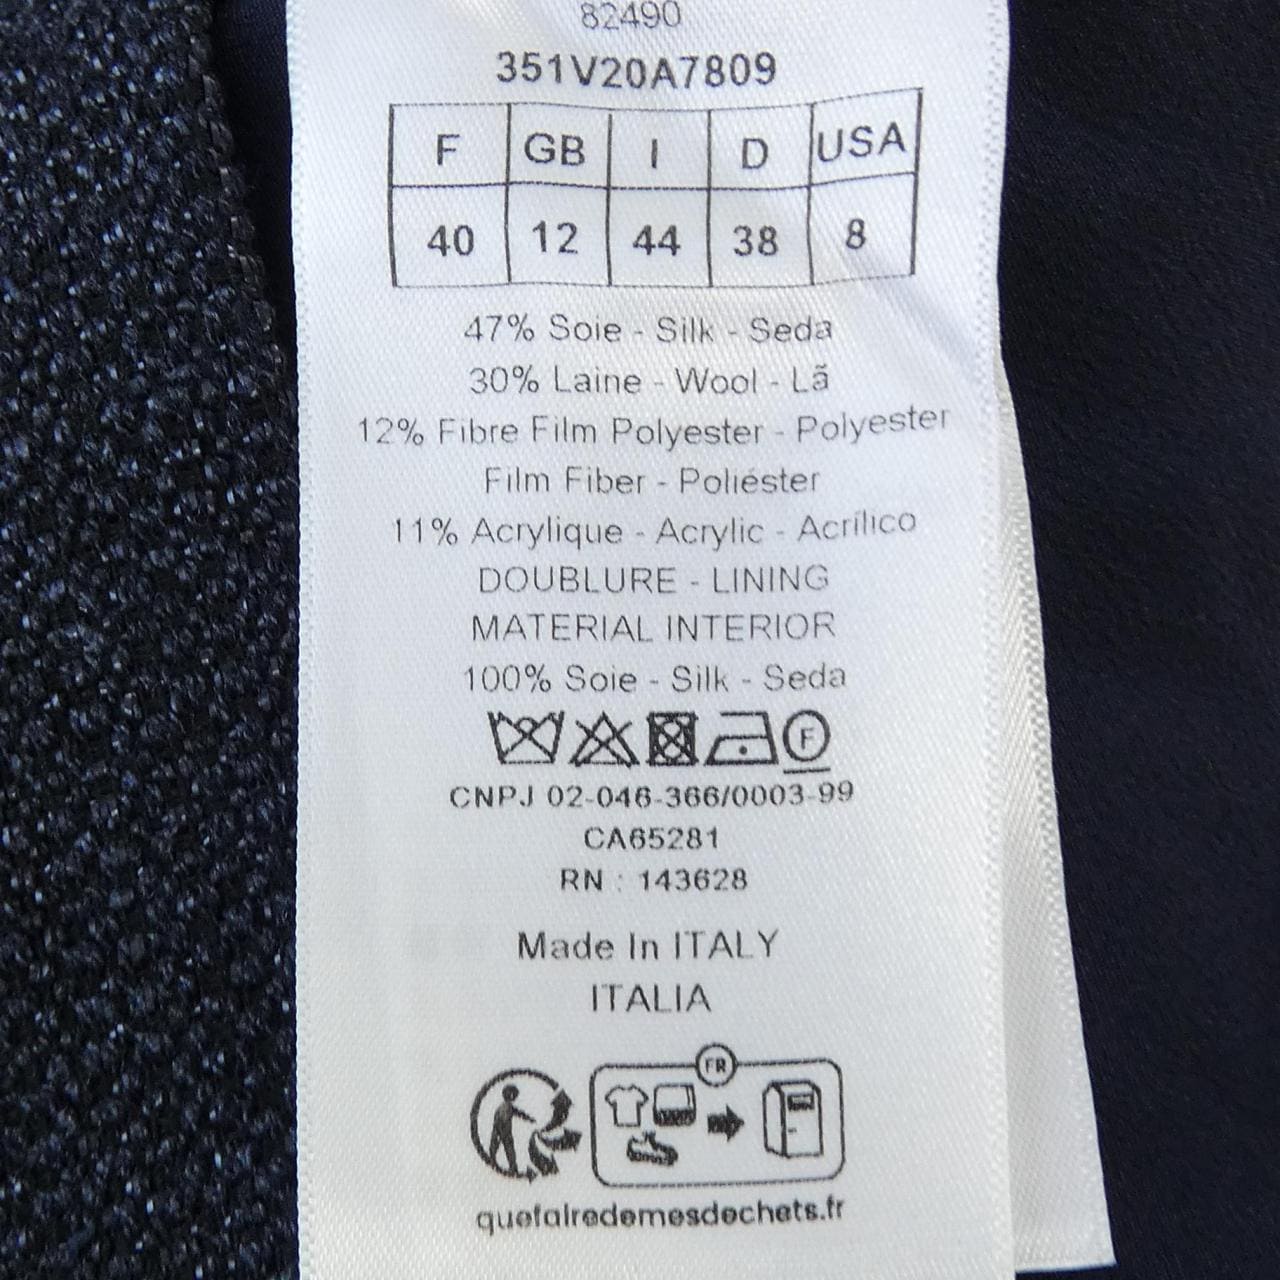 82490
351V20A7809
F GB I D USA
40 12 44 38 8
47% Soie - Silk - Seda
30% Laine - Wool - Lã
12% Fibre Film Polyester - Polyester
Film Fiber - Poliéster
11% Acrylique - Acrylic - Acrílico
DOUBLURE - LINING
MATERIAL INTERIOR
100% Soie - Silk - Seda
F
CNPJ 02-046-366/0003-99
CA65281
RN : 143628
Made In ITALY
ITALIA
FR
quefairedemesdechets.fr